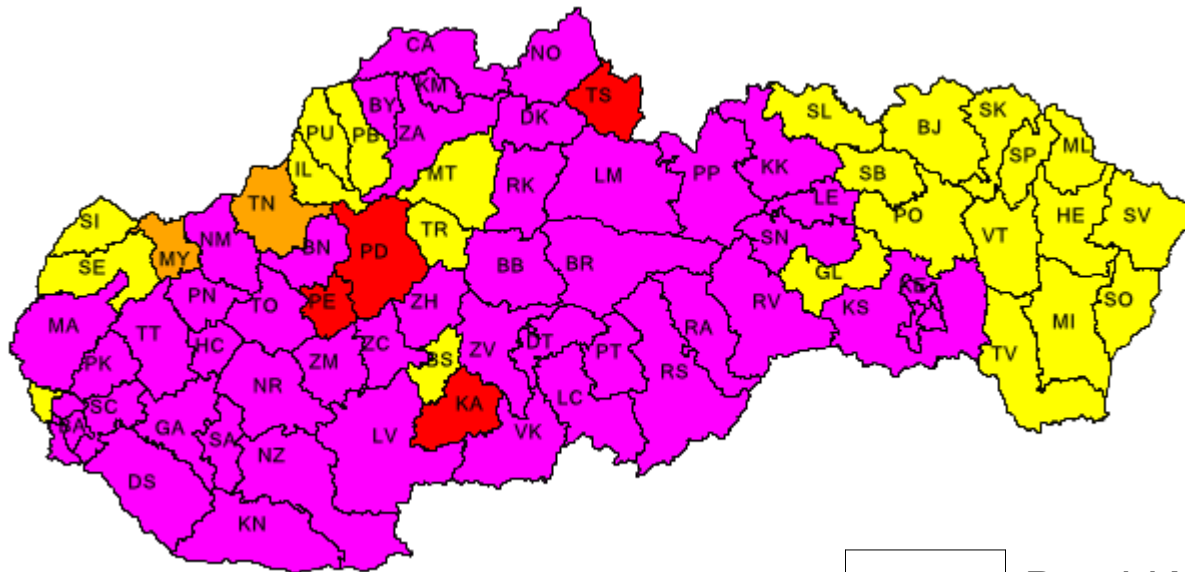 CA NO
KM TS
BY
PU PB ZA DK SL BJ SK
IL MT ML
RK LM PP KK SB SP
TN LE
SI NM PO HE SV
MY BN PD TR SN VT
SE BB BR GL
PN TO PE ZH RV KS SO
MA TT MI
HC ZM ZC BS ZV DT PT RA TV
PK NR RS
SC KA LC
BA GA SA LV VK
NZ
DS
KN